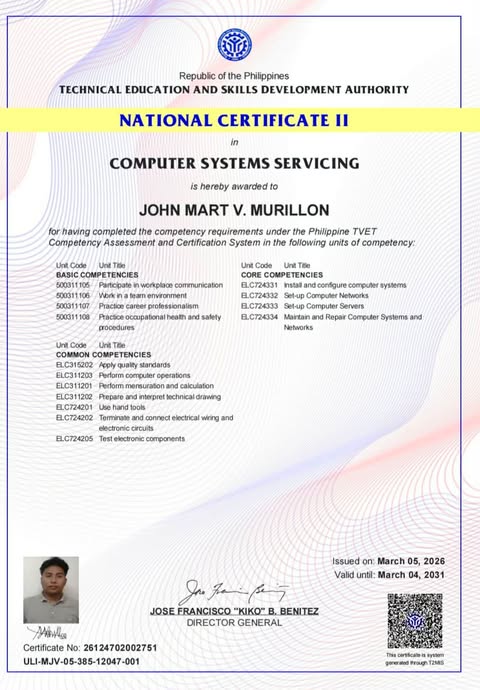 Republic of the Philippines
TECHNICAL EDUCATION AND SKILLS DEVELOPMENT AUTHORITY
NATIONAL CERTIFICATE II
in
COMPUTER SYSTEMS SERVICING
is hereby awarded to
JOHN MART V. MURILLON
for having completed the competency requirements under the Philippine TVET
Competency Assessment and Certification System in the following units of competency:
Unit Code Unit Title
BASIC COMPETENCIES
500311105 Participate in workplace communication
500311106 Work in a team environment
500311107 Practice career professionalism
500311108 Practice occupational health and safety
procedures
Unit Code Unit Title
CORE COMPETENCIES
ELC724331 Install and configure computer systems
ELC724332 Set-up Computer Networks
ELC724333 Set-up Computer Servers
ELC724334 Maintain and Repair Computer Systems and
Networks
Unit Code Unit Title
COMMON COMPETENCIES
ELC315202 Apply quality standards
ELC311203 Perform computer operations
ELC311201 Perform mensuration and calculation
ELC311202 Prepare and interpret technical drawing
ELC724201 Use hand tools
ELC724202 Terminate and connect electrical wiring and
electronic circuits
ELC724205 Test electronic components
Issued on: March 05, 2026
Valid until: March 04, 2031
JOSE FRANCISCO "KIKO" B. BENITEZ
DIRECTOR GENERAL
Certificate No: 26124702002751
ULI-MJV-05-385-12047-001
This certificate is system
generated through T2MIS